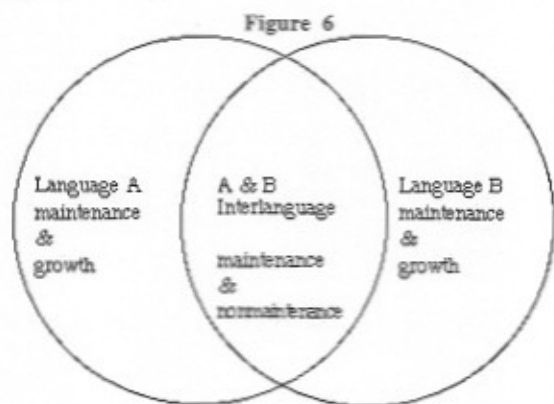 Figure 6
Language A
maintenance
&
growth
A & B
Interlanguage
maintenance
&
nonmaintenance
Language B
maintenance
&
growth